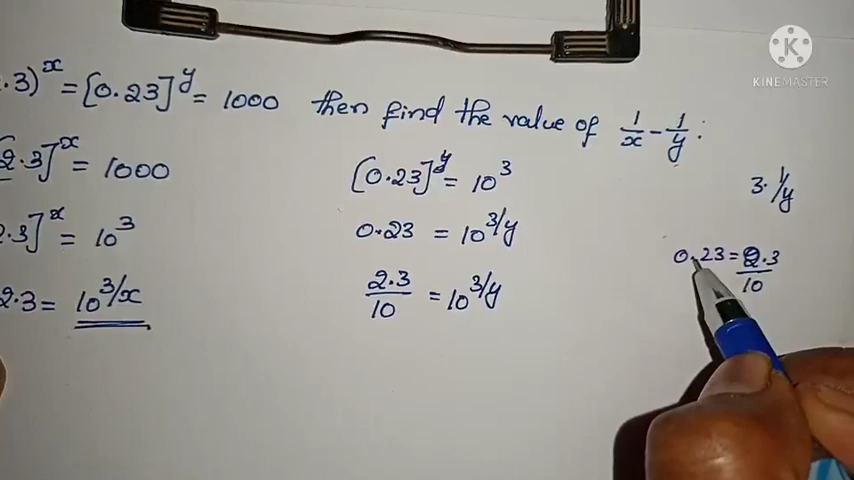 .3)^x = [0.23]^y = 1000 then find the value of 1/x - 1/y :
[2.3]^x = 1000
2.3]^x = 10^3
2.3 = 10^3/x
[0.23]^y = 10^3
0.23 = 10^3/y
2.3/10 = 10^3/y
3. 1/y
0.23 = 2.3/10
K
KINEMASTER